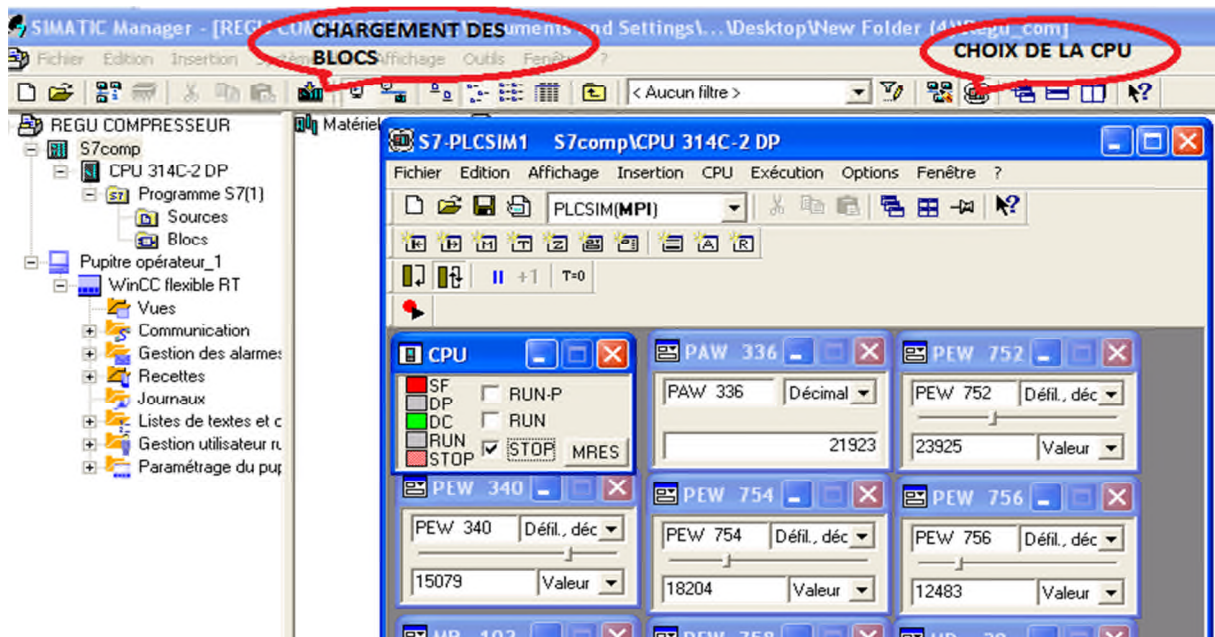 SIMATIC Manager - [REGU COMPRESSEUR
and Settings\...\Desktop\New Folder (4)\Regu_com]
CHARGEMENT DES
BLOCS
CHOIX DE LA CPU
Fichier Edition Insertion Affichage Outils Fenêtre ?
< Aucun filtre >
REGU COMPRESSEUR
S7comp
CPU 314C-2 DP
Programme S7(1)
Sources
Blocs
Pupitre opérateur_1
WinCC flexible RT
Vues
Communication
Gestion des alarmes
Recettes
Journaux
Listes de textes et c
Gestion utilisateur ru
Paramétrage du pup
Matériel
S7-PLCSIM1 S7comp\CPU 314C-2 DP
Fichier Edition Affichage Insertion CPU Exécution Options Fenêtre ?
PLCSIM(MPI)
+1 T=0
CPU
SF
DP
DC
RUN
STOP
RUN-P
RUN
STOP
MRES
PAW 336
PAW 336 Décimal
21923
PEW 752
PEW 752 Défil., déc
23925 Valeur
PEW 340
PEW 340 Défil., déc
15079 Valeur
PEW 754
PEW 754 Défil., déc
18204 Valeur
PEW 756
PEW 756 Défil., déc
12483 Valeur